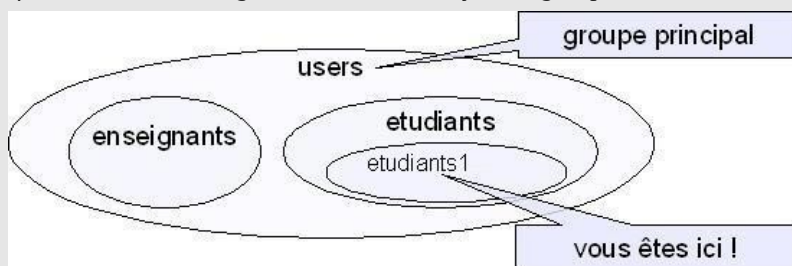 groupe principal
users
enseignants
etudiants
etudiants1
vous êtes ici !